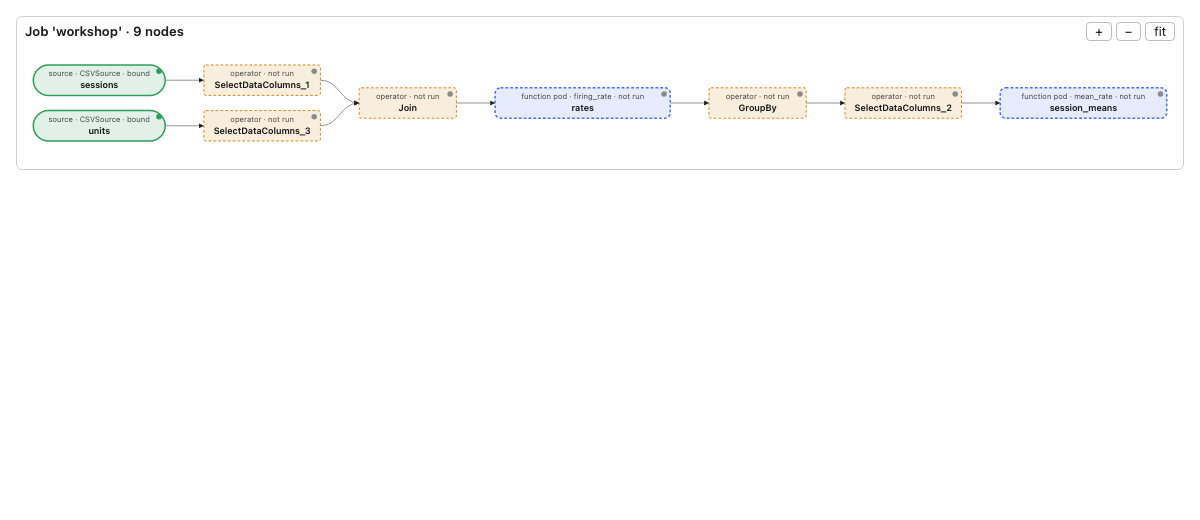 Job 'workshop' · 9 nodes
+ − fit
source · CSVSource · bound
sessions
operator · not run
SelectDataColumns_1
source · CSVSource · bound
units
operator · not run
SelectDataColumns_3
operator · not run
Join
function pod · firing_rate · not run
rates
operator · not run
GroupBy
operator · not run
SelectDataColumns_2
function pod · mean_rate · not run
session_means